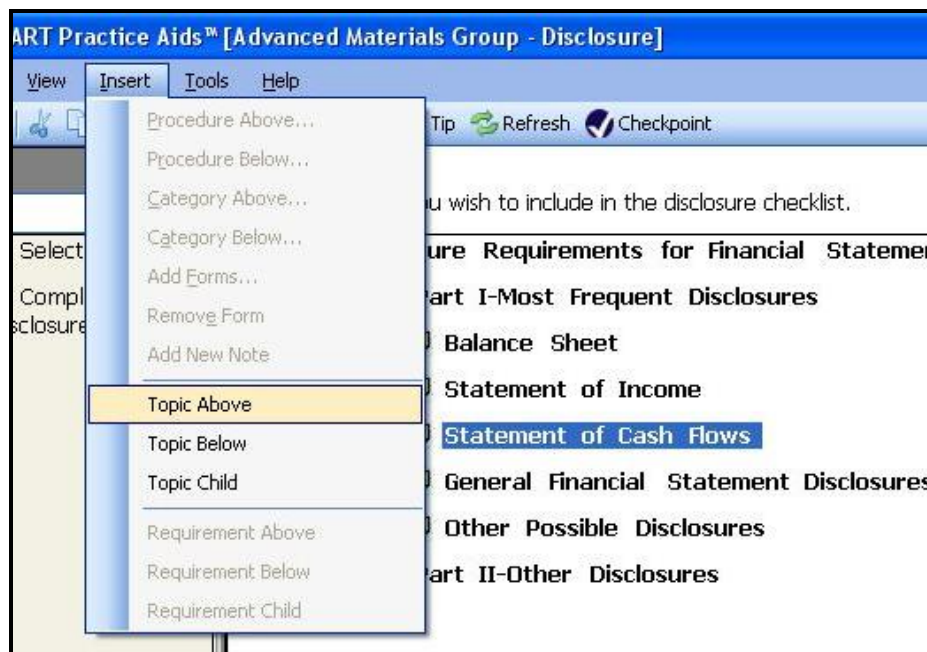 ART Practice Aids™ [Advanced Materials Group - Disclosure]
View Insert Tools Help
Tip Refresh Checkpoint
Procedure Above...
Procedure Below...
Category Above...
Category Below...
Add Forms...
Remove Form
Add New Note
Topic Above
Topic Below
Topic Child
Requirement Above
Requirement Below
Requirement Child
Select
Compl
sclosure
u wish to include in the disclosure checklist.
ure Requirements for Financial Stateme
art I-Most Frequent Disclosures
Balance Sheet
Statement of Income
Statement of Cash Flows
General Financial Statement Disclosures
Other Possible Disclosures
art II-Other Disclosures